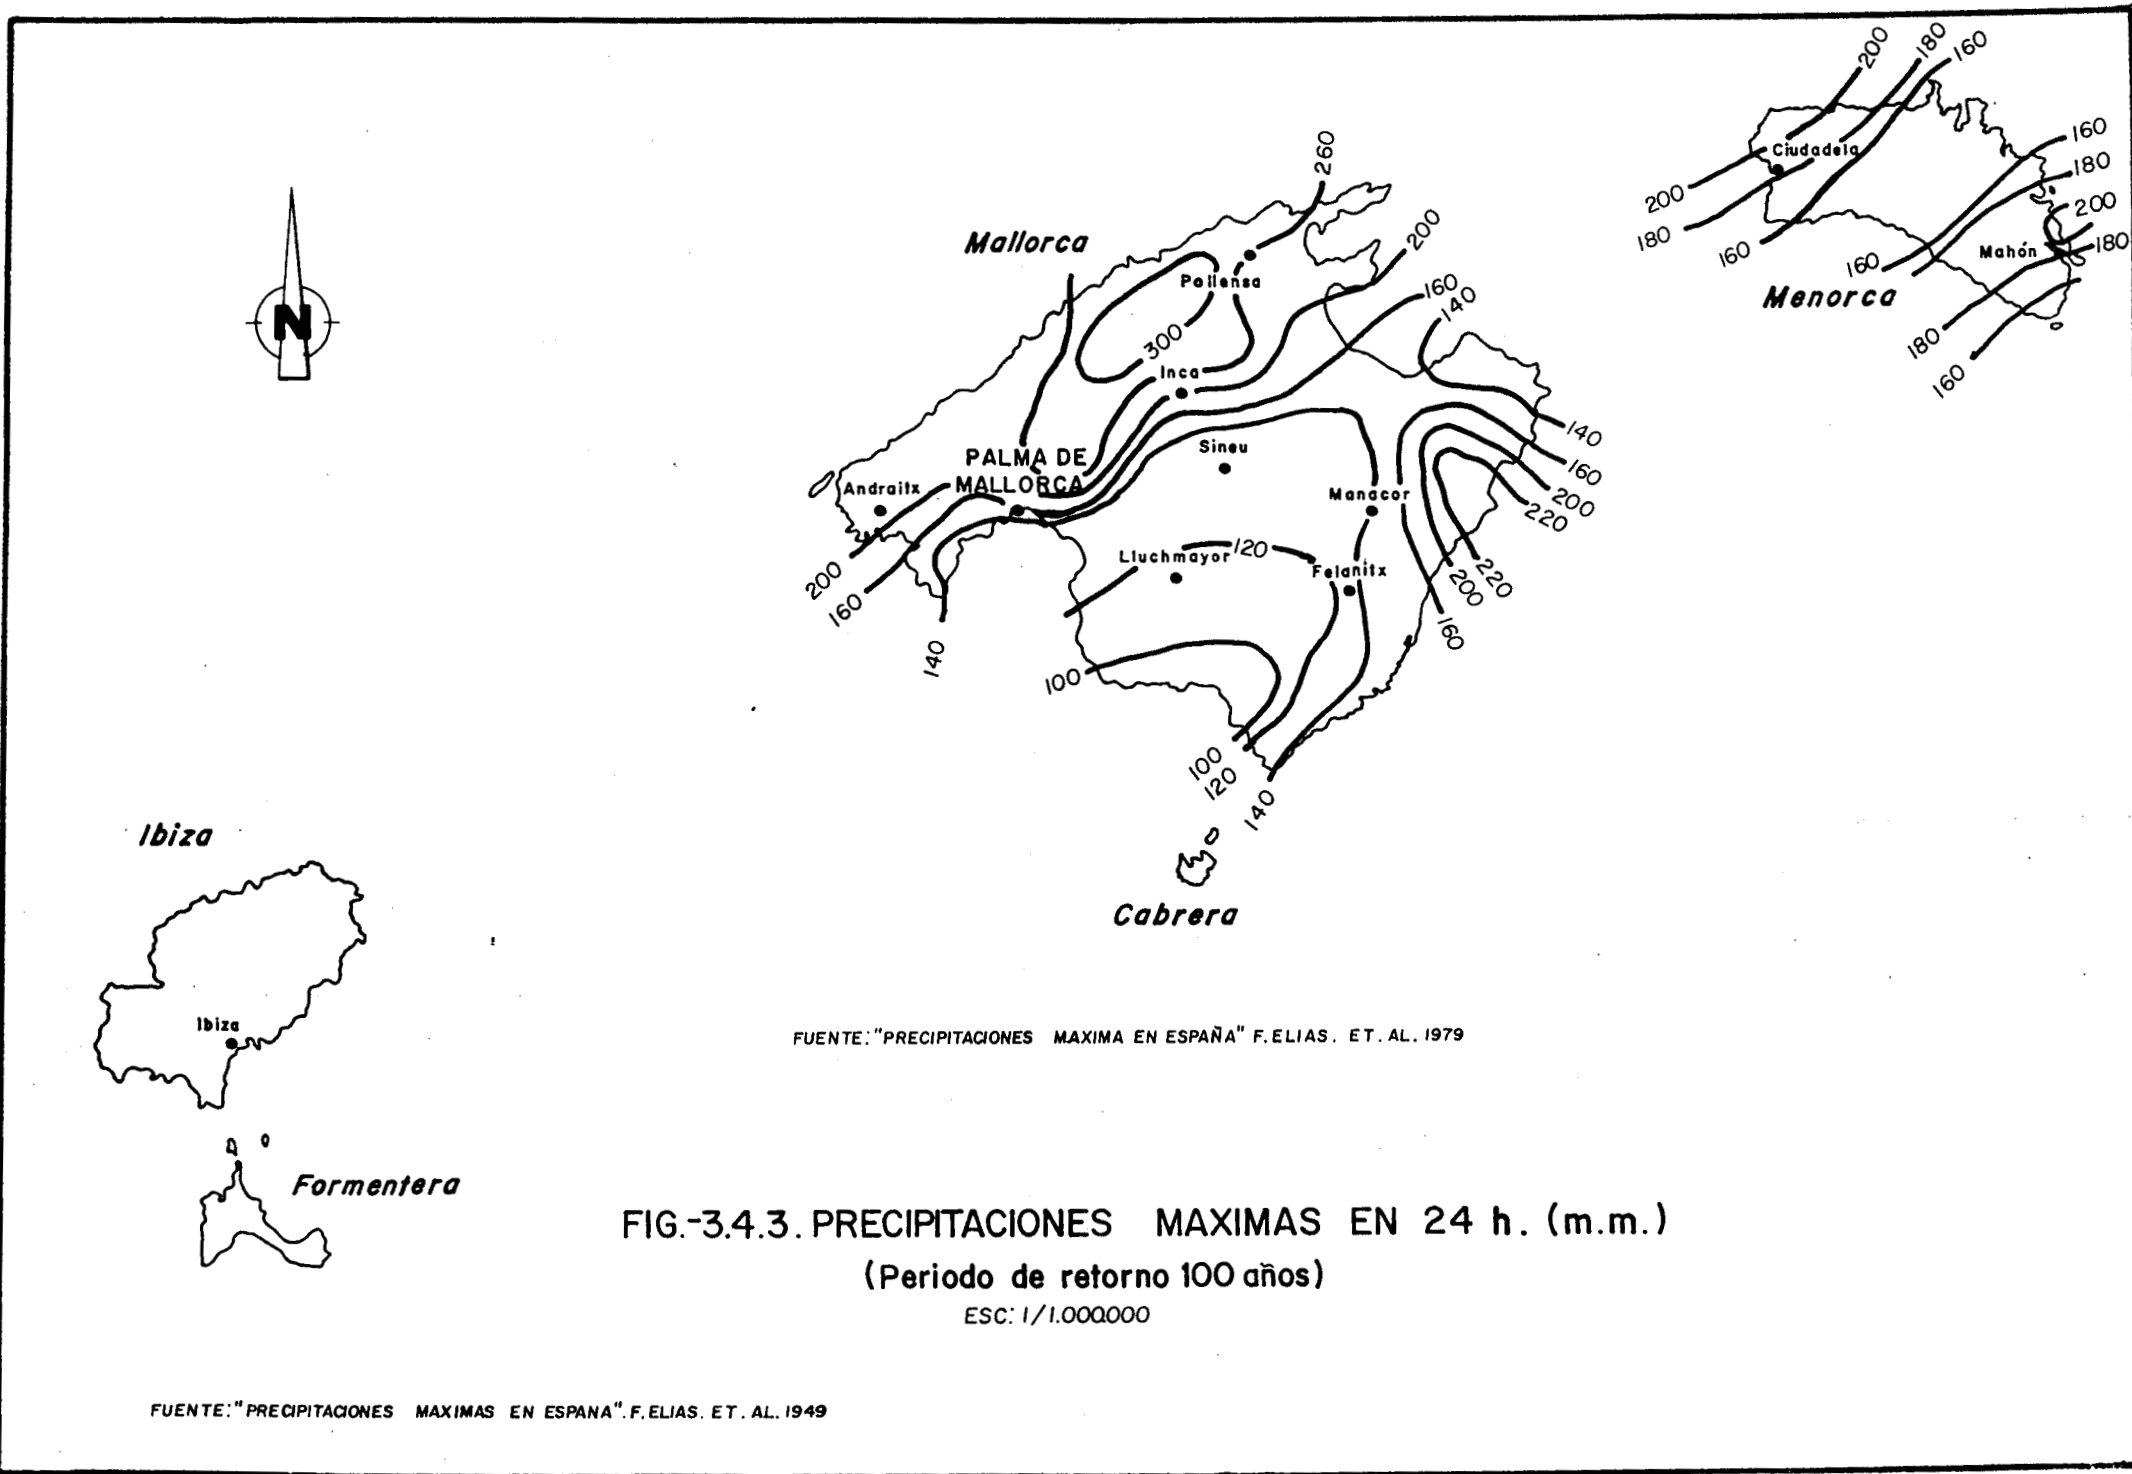 200
180
160
160
180
200
180
Ciudadela
200
180
160
Mahón
160
Menorca
180
160
N
Mallorca
260
200
Pollensa
160
140
300
Inca
Sineu
140
160
200
220
PALMA DE
MALLORCA
Andraitx
Manacor
Lluchmayor
120
Felanitx
200
160
140
220
200
160
100
100
120
140
Cabrera
Ibiza
Ibiza
Formentera
FUENTE: "PRECIPITACIONES MAXIMA EN ESPAÑA" F. ELIAS. ET. AL. 1979
FIG.-3.4.3. PRECIPITACIONES MAXIMAS EN 24 h. (m.m.)
(Periodo de retorno 100 años)
ESC: 1/1.000.000
FUENTE: "PRECIPITACIONES MAXIMAS EN ESPANA". F. ELIAS. ET. AL. 1949